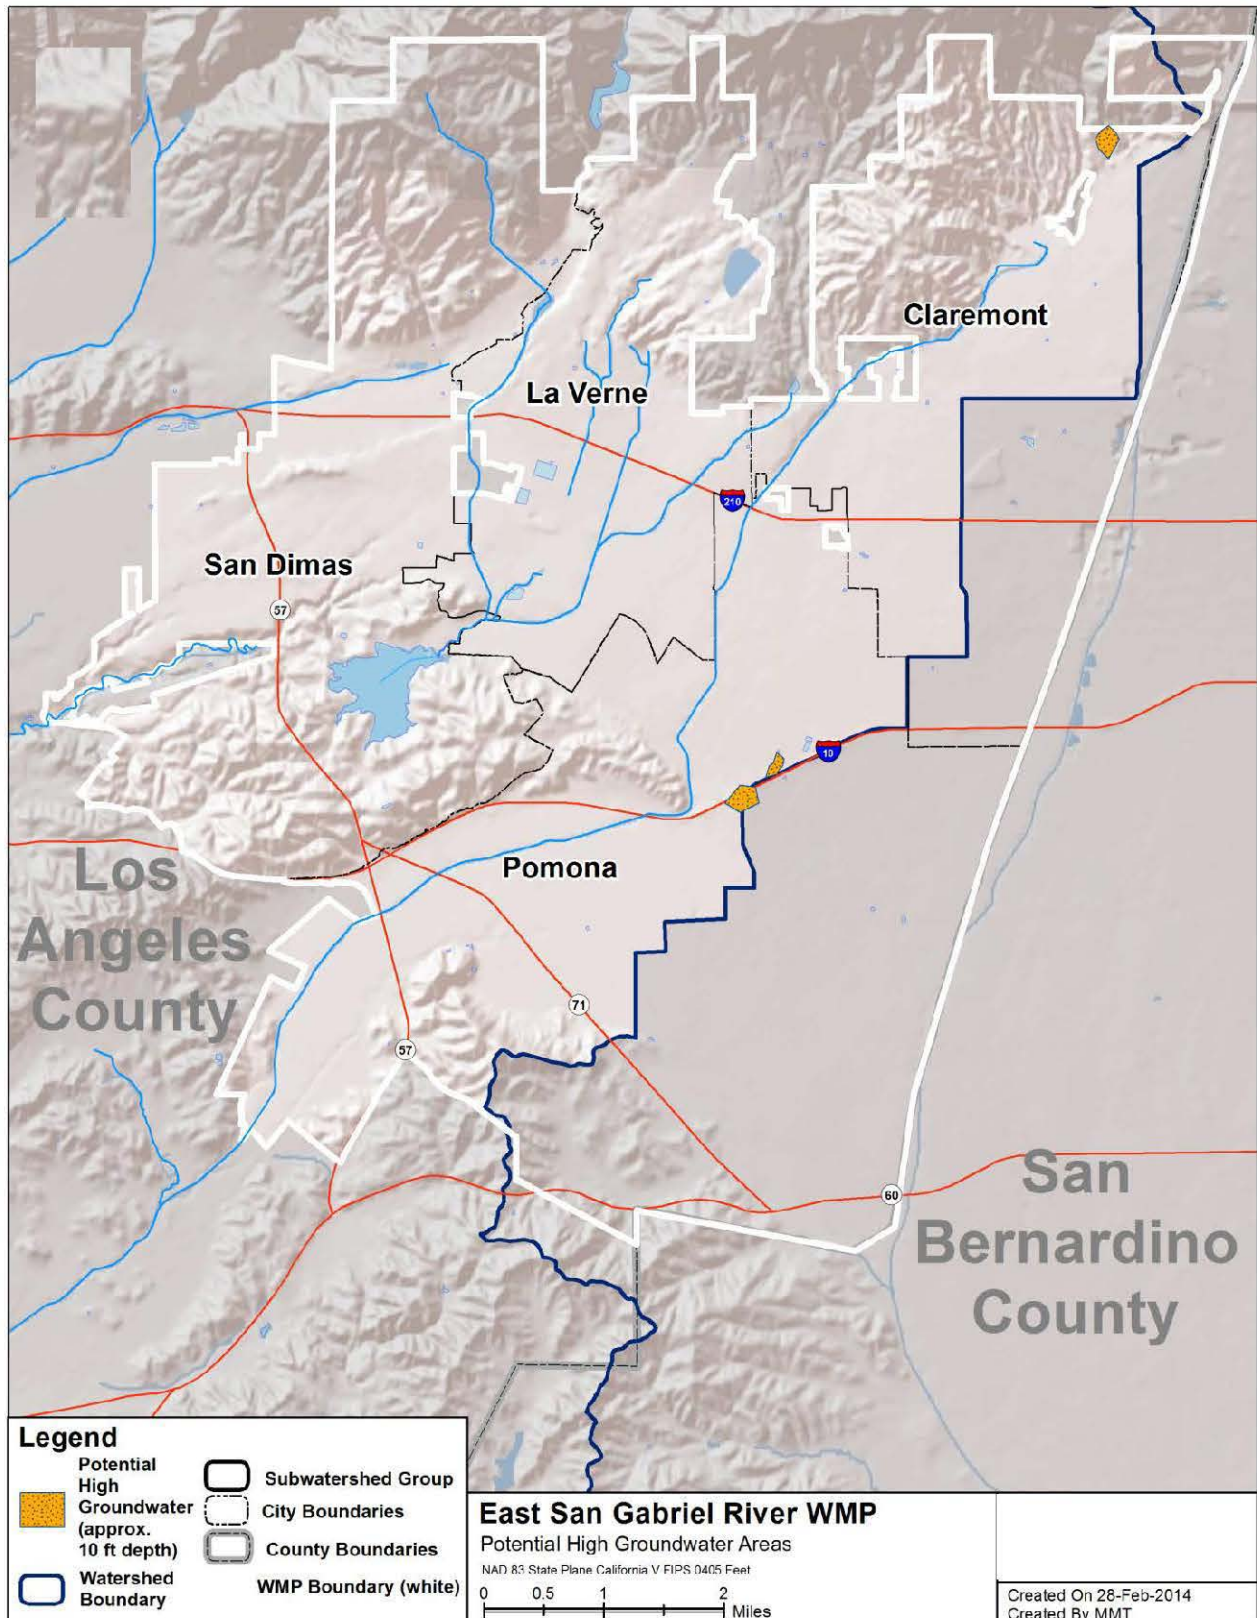 Claremont
La Verne
210
San Dimas
57
10
Pomona
Los
Angeles
County
71
57
60
San
Bernardino
County
Legend
Potential
High
Groundwater
(approx.
10 ft depth)
Watershed
Boundary
Subwatershed Group
City Boundaries
County Boundaries
WMP Boundary (white)
East San Gabriel River WMP
Potential High Groundwater Areas
NAD 83 State Plane California V FIPS 0405 Feet
0 0.5 1 2
Miles
Created On 28-Feb-2014
Created By MMT